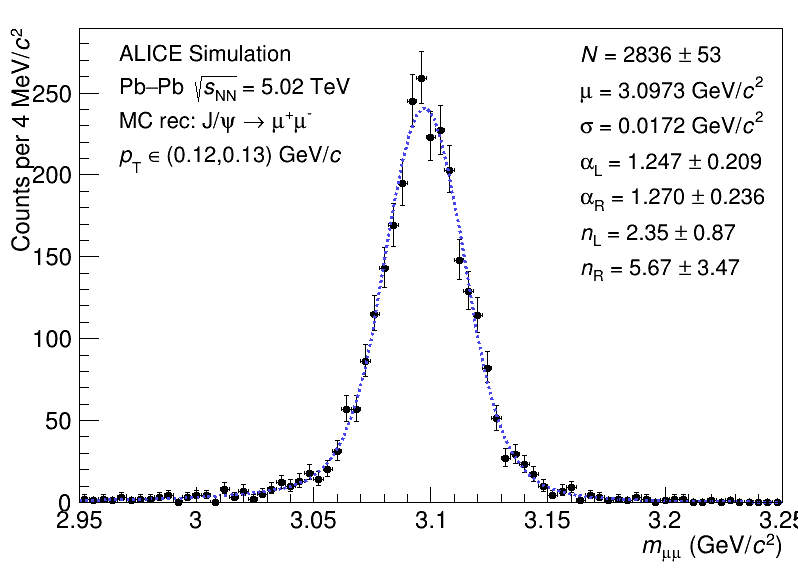 Counts per 4 MeV/c²
ALICE Simulation
Pb–Pb √sNN = 5.02 TeV
MC rec: J/ψ → μ⁺μ⁻
pT ∈ (0.12,0.13) GeV/c
N = 2836 ± 53
μ = 3.0973 GeV/c²
σ = 0.0172 GeV/c²
αL = 1.247 ± 0.209
αR = 1.270 ± 0.236
nL = 2.35 ± 0.87
nR = 5.67 ± 3.47
250
200
150
100
50
0
2.95 3 3.05 3.1 3.15 3.2 3.25
mμμ (GeV/c²)